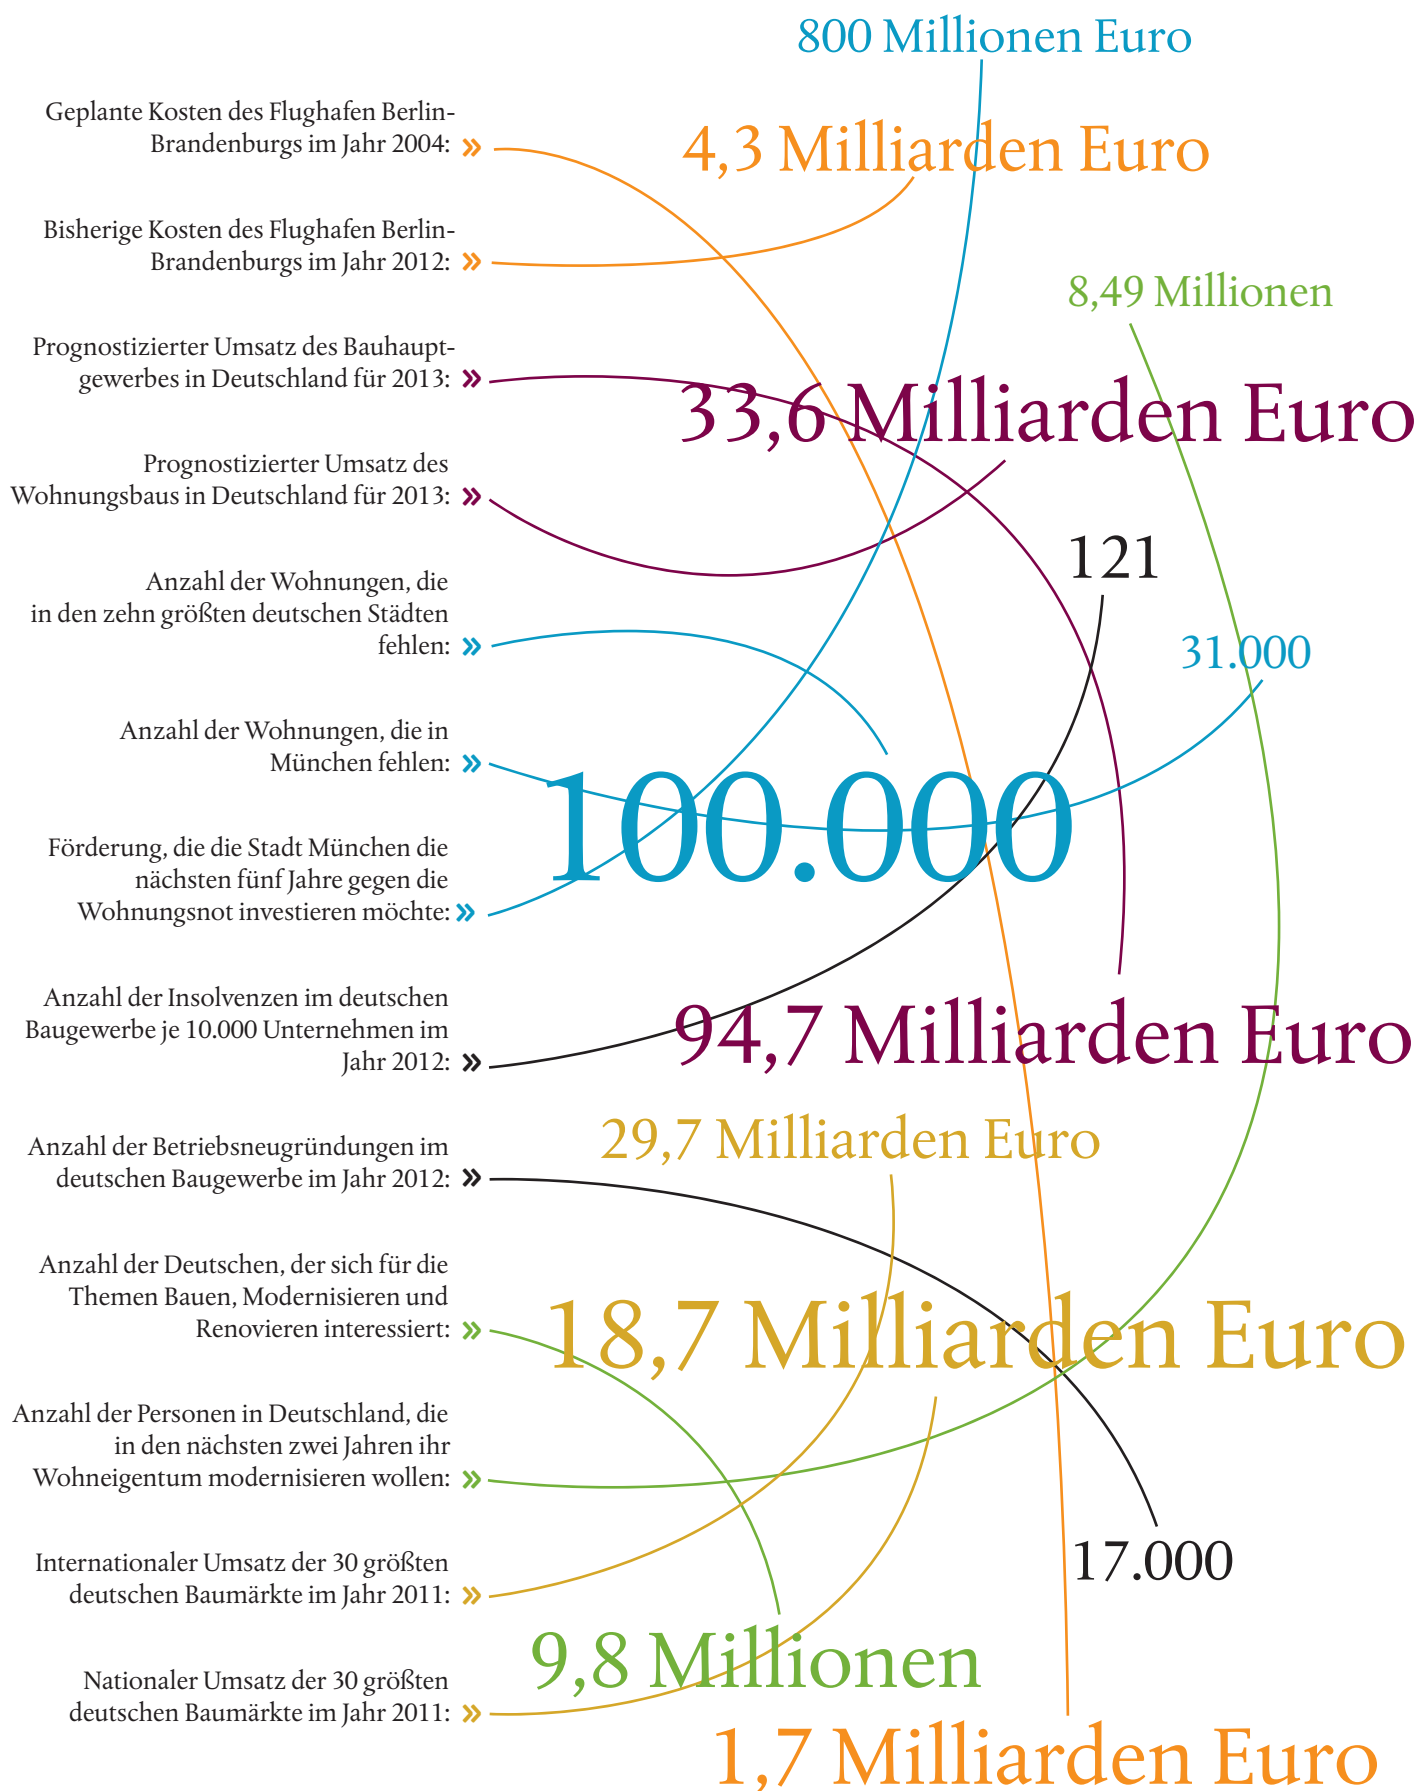 800 Millionen Euro
Geplante Kosten des Flughafen Berlin-
Brandenburgs im Jahr 2004: »
4,3 Milliarden Euro
Bisherige Kosten des Flughafen Berlin-
Brandenburgs im Jahr 2012: »
8,49 Millionen
Prognostizierter Umsatz des Bauhaupt-
gewerbes in Deutschland für 2013: »
33,6 Milliarden Euro
Prognostizierter Umsatz des
Wohnungsbaus in Deutschland für 2013: »
121
Anzahl der Wohnungen, die
in den zehn größten deutschen Städten
fehlen: »
31.000
Anzahl der Wohnungen, die in
München fehlen: »
100.000
Förderung, die die Stadt München die
nächsten fünf Jahre gegen die
Wohnungsnot investieren möchte: »
Anzahl der Insolvenzen im deutschen
Baugewerbe je 10.000 Unternehmen im
Jahr 2012: »
94,7 Milliarden Euro
29,7 Milliarden Euro
Anzahl der Betriebsneugründungen im
deutschen Baugewerbe im Jahr 2012: »
Anzahl der Deutschen, der sich für die
Themen Bauen, Modernisieren und
Renovieren interessiert: »
18,7 Milliarden Euro
Anzahl der Personen in Deutschland, die
in den nächsten zwei Jahren ihr
Wohneigentum modernisieren wollen: »
Internationaler Umsatz der 30 größten
deutschen Baumärkte im Jahr 2011: »
17.000
9,8 Millionen
Nationaler Umsatz der 30 größten
deutschen Baumärkte im Jahr 2011: »
1,7 Milliarden Euro